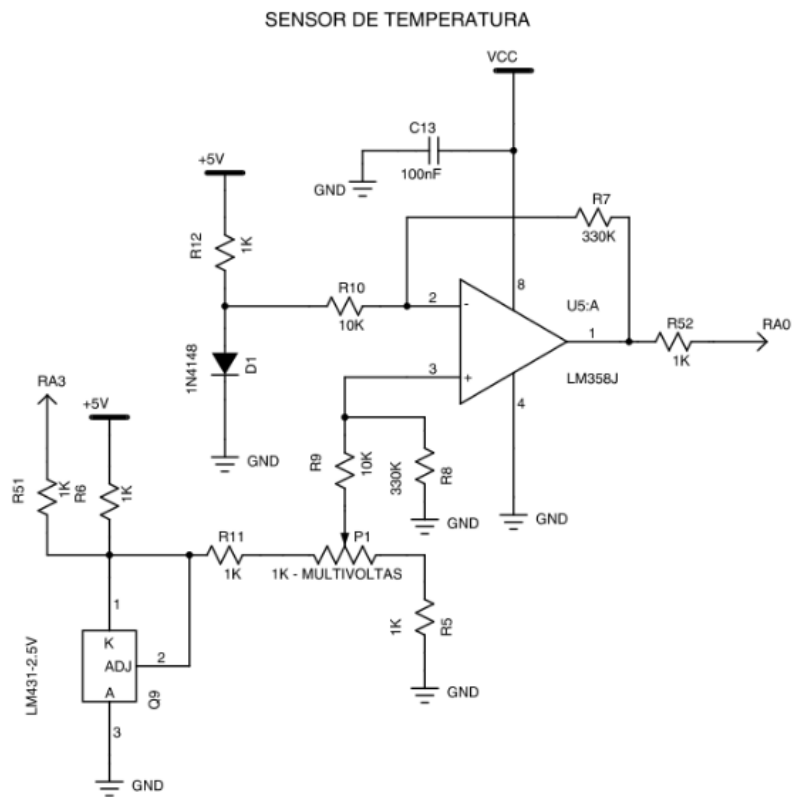 SENSOR DE TEMPERATURA
VCC
C13
100nF
GND
+5V
R12
1K
R7
330K
R10
10K
2
-
8
U5:A
1
R52
1K
RA0
1N4148
D1
3
+
LM358J
4
RA3
+5V
GND
R9
10K
330K
R8
R51
1K
R6
1K
GND
GND
R11
1K
P1
1K - MULTIVOLTAS
1
K
ADJ
A
2
LM431-2.5V
Q9
1K
R5
GND
3
GND